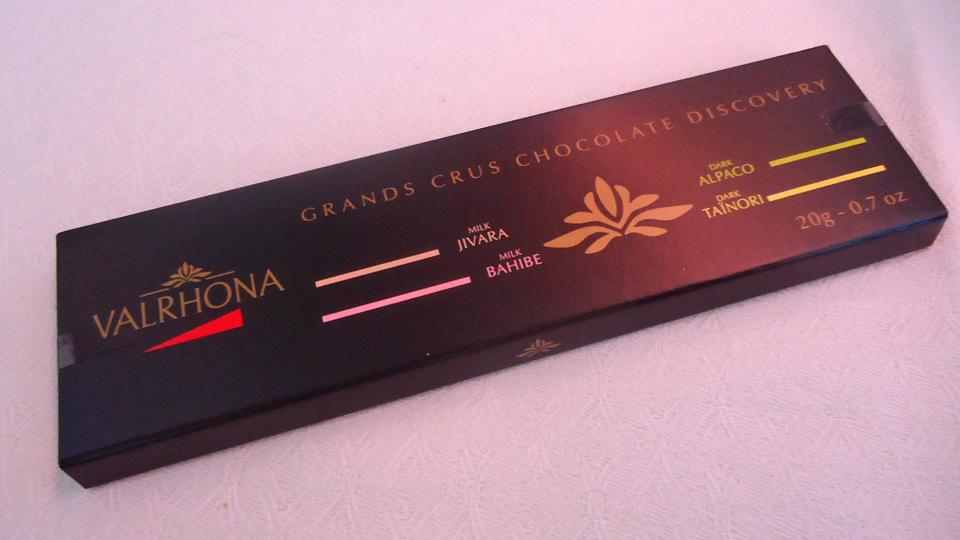 GRANDS CRUS CHOCOLATE DISCOVERY
VALRHONA
MILK
JIVARA
MILK
BAHIBE
DARK
ALPACO
DARK
TAÏNORI
20g - 0.7 oz